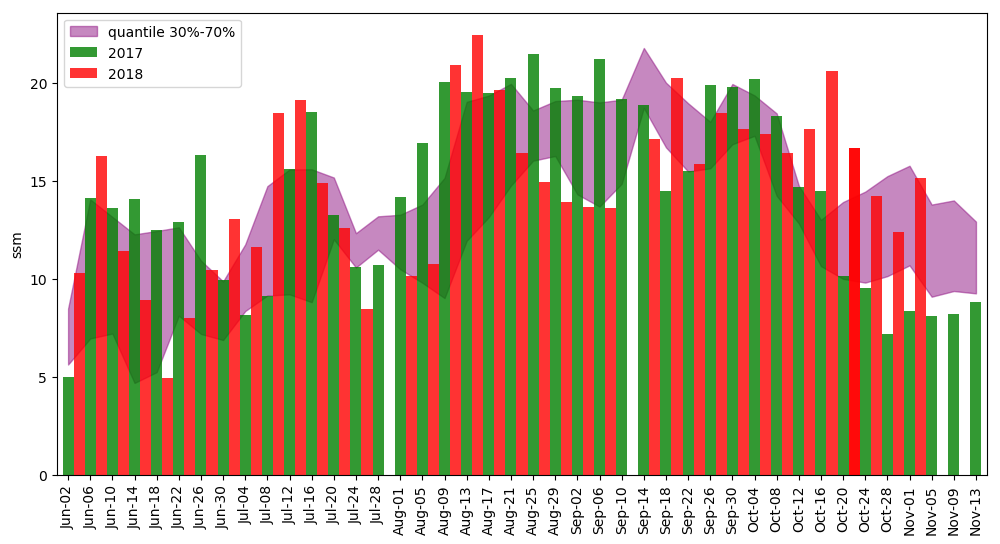 quantile 30%-70%
2017
2018
ssm
20
15
10
5
0
Jun-02
Jun-06
Jun-10
Jun-14
Jun-18
Jun-22
Jun-26
Jun-30
Jul-04
Jul-08
Jul-12
Jul-16
Jul-20
Jul-24
Jul-28
Aug-01
Aug-05
Aug-09
Aug-13
Aug-17
Aug-21
Aug-25
Aug-29
Sep-02
Sep-06
Sep-10
Sep-14
Sep-18
Sep-22
Sep-26
Sep-30
Oct-04
Oct-08
Oct-12
Oct-16
Oct-20
Oct-24
Oct-28
Nov-01
Nov-05
Nov-09
Nov-13